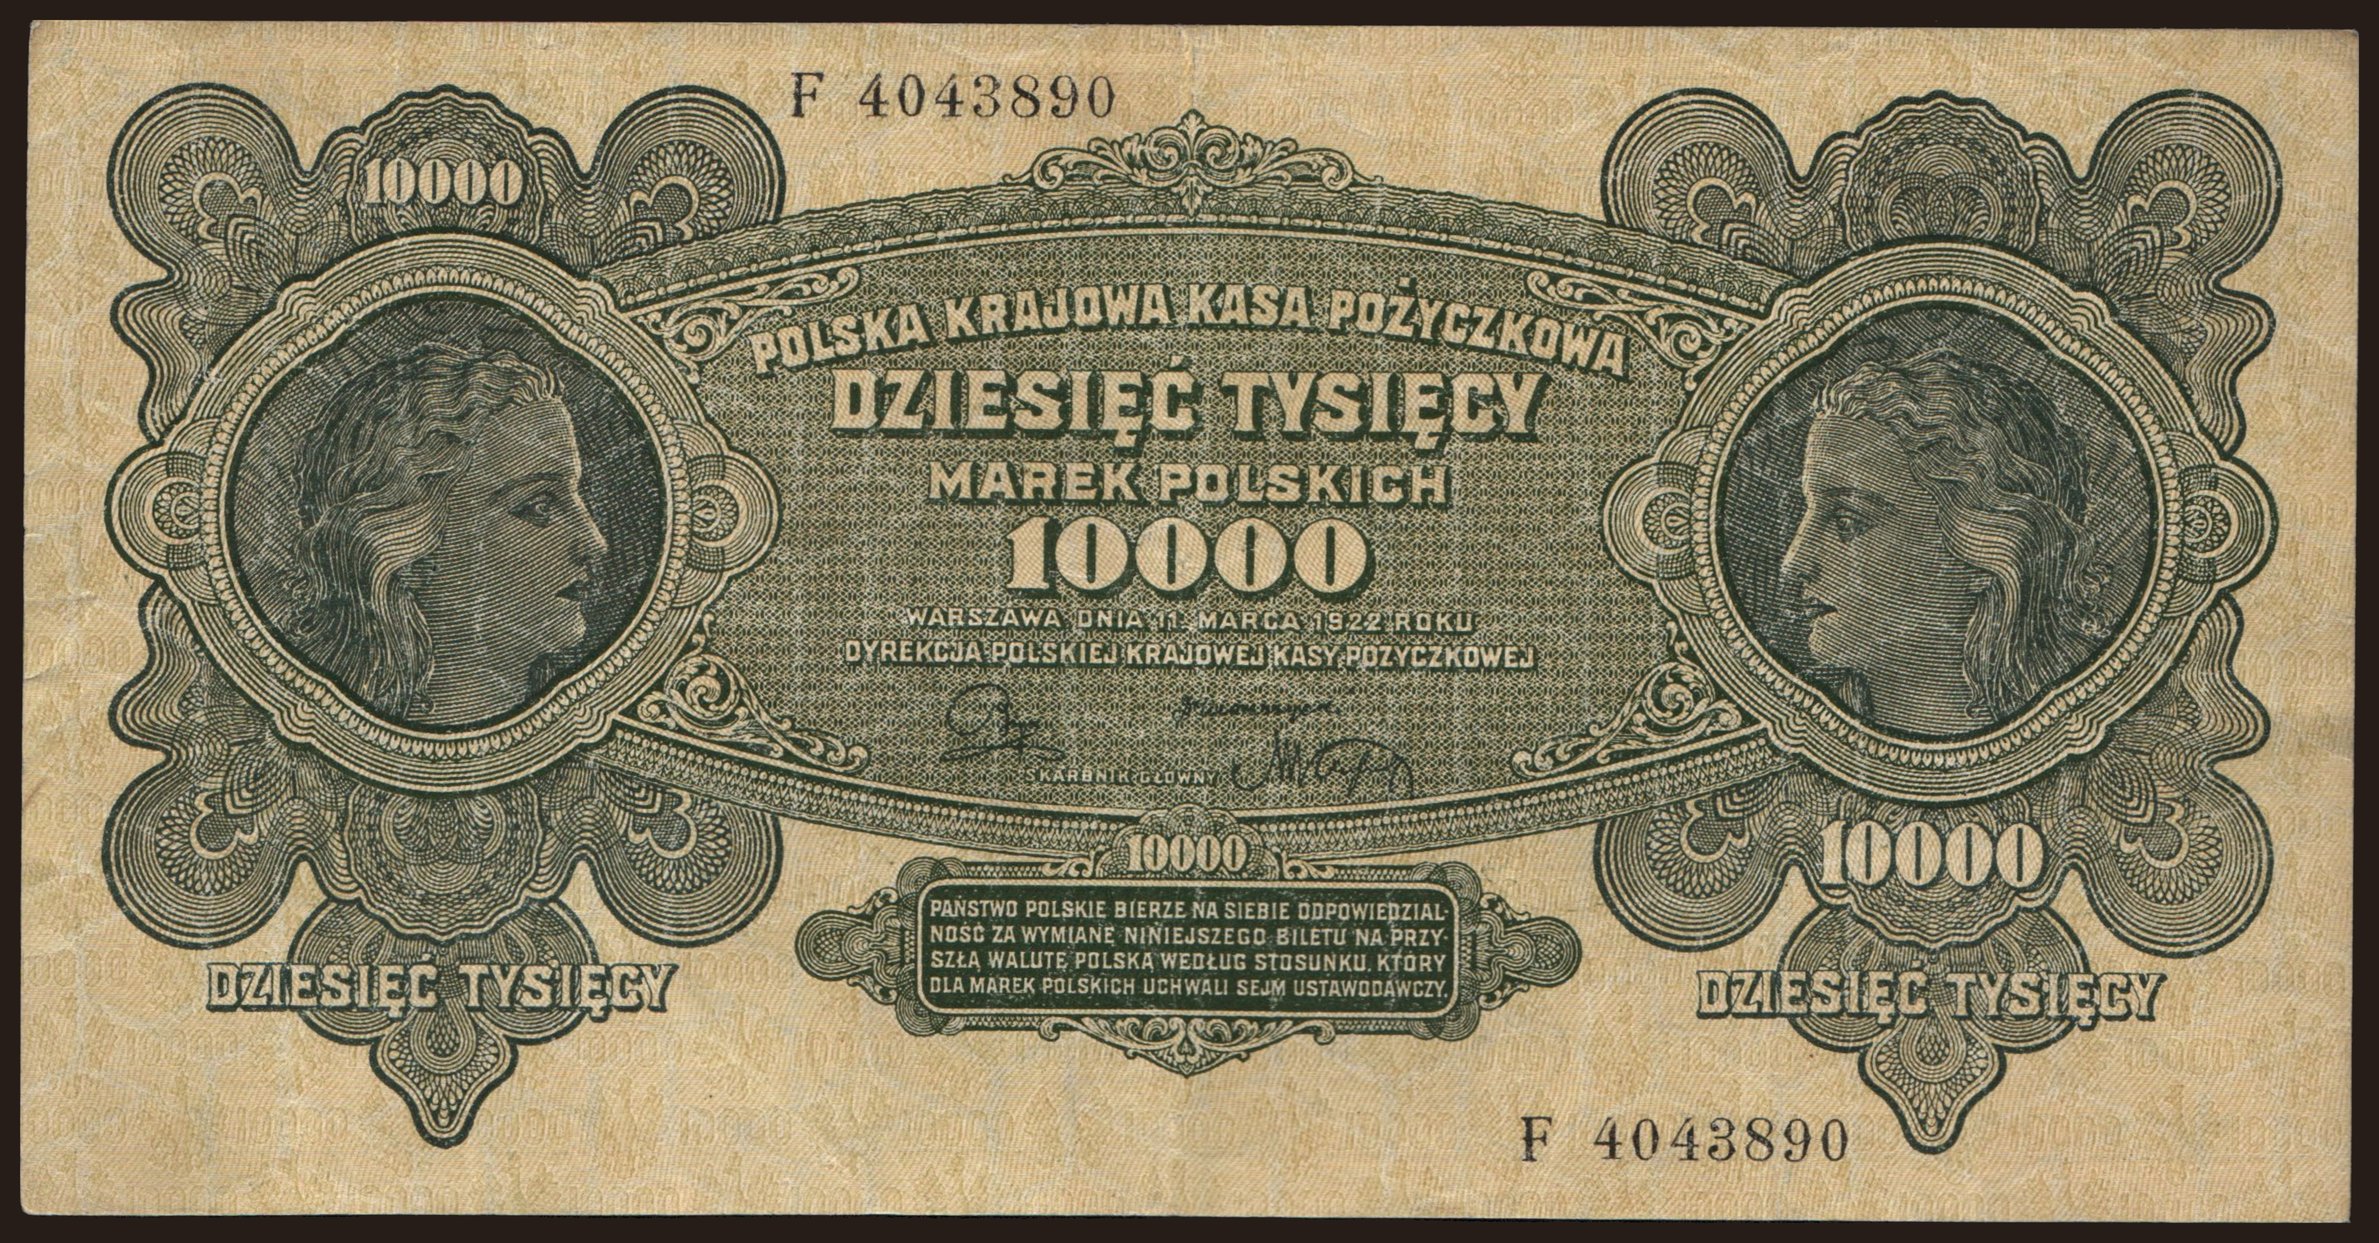 F 4043890
10000
POLSKA KRAJOWA KASA POŻYCZKOWA
DZIESIĘĆ TYSIĘCY
MAREK POLSKICH
10000
WARSZAWA DNIA 11. MARCA 1922 ROKU
DYREKCJA POLSKIEJ KRAJOWEJ KASY POŻYCZKOWEJ
SKARBNIK GŁÓWNY
10000
10000
PAŃSTWO POLSKIE BIERZE NA SIEBIE ODPOWIEDZIAL-
NOŚĆ ZA WYMIANĘ NINIEJSZEGO BILETU NA PRZY-
SZŁĄ WALUTĘ POLSKĄ WEDŁUG STOSUNKU, KTÓRY
DLA MAREK POLSKICH UCHWALI SEJM USTAWODAWCZY.
DZIESIĘĆ TYSIĘCY
DZIESIĘĆ TYSIĘCY
F 4043890